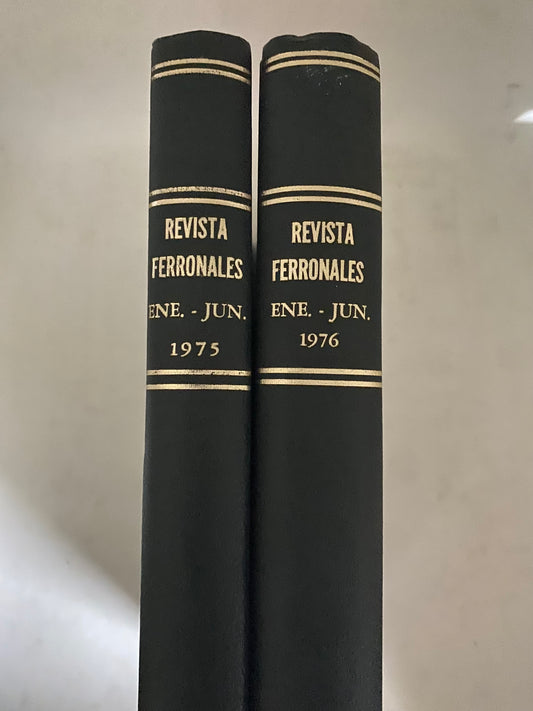 REVISTA
FERRONALES
ENE. - JUN.
1975
REVISTA
FERRONALES
ENE. - JUN.
1976